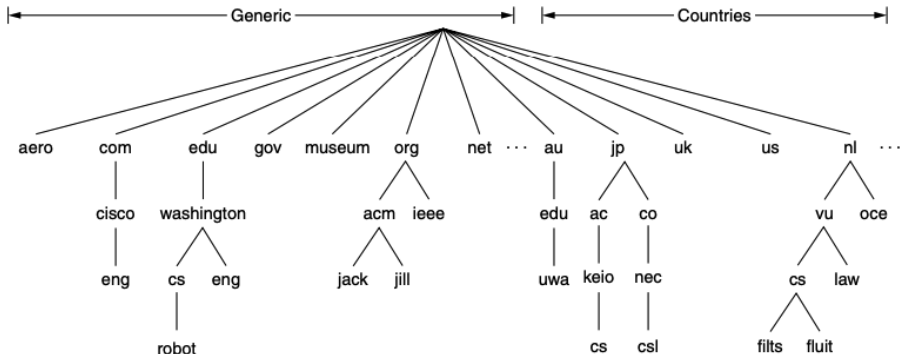 Generic Countries
aero com edu gov museum org net ··· au jp uk us nl ···
cisco washington acm ieee edu ac co vu oce
eng cs eng jack jill uwa keio nec cs law
robot cs csl filts fluit